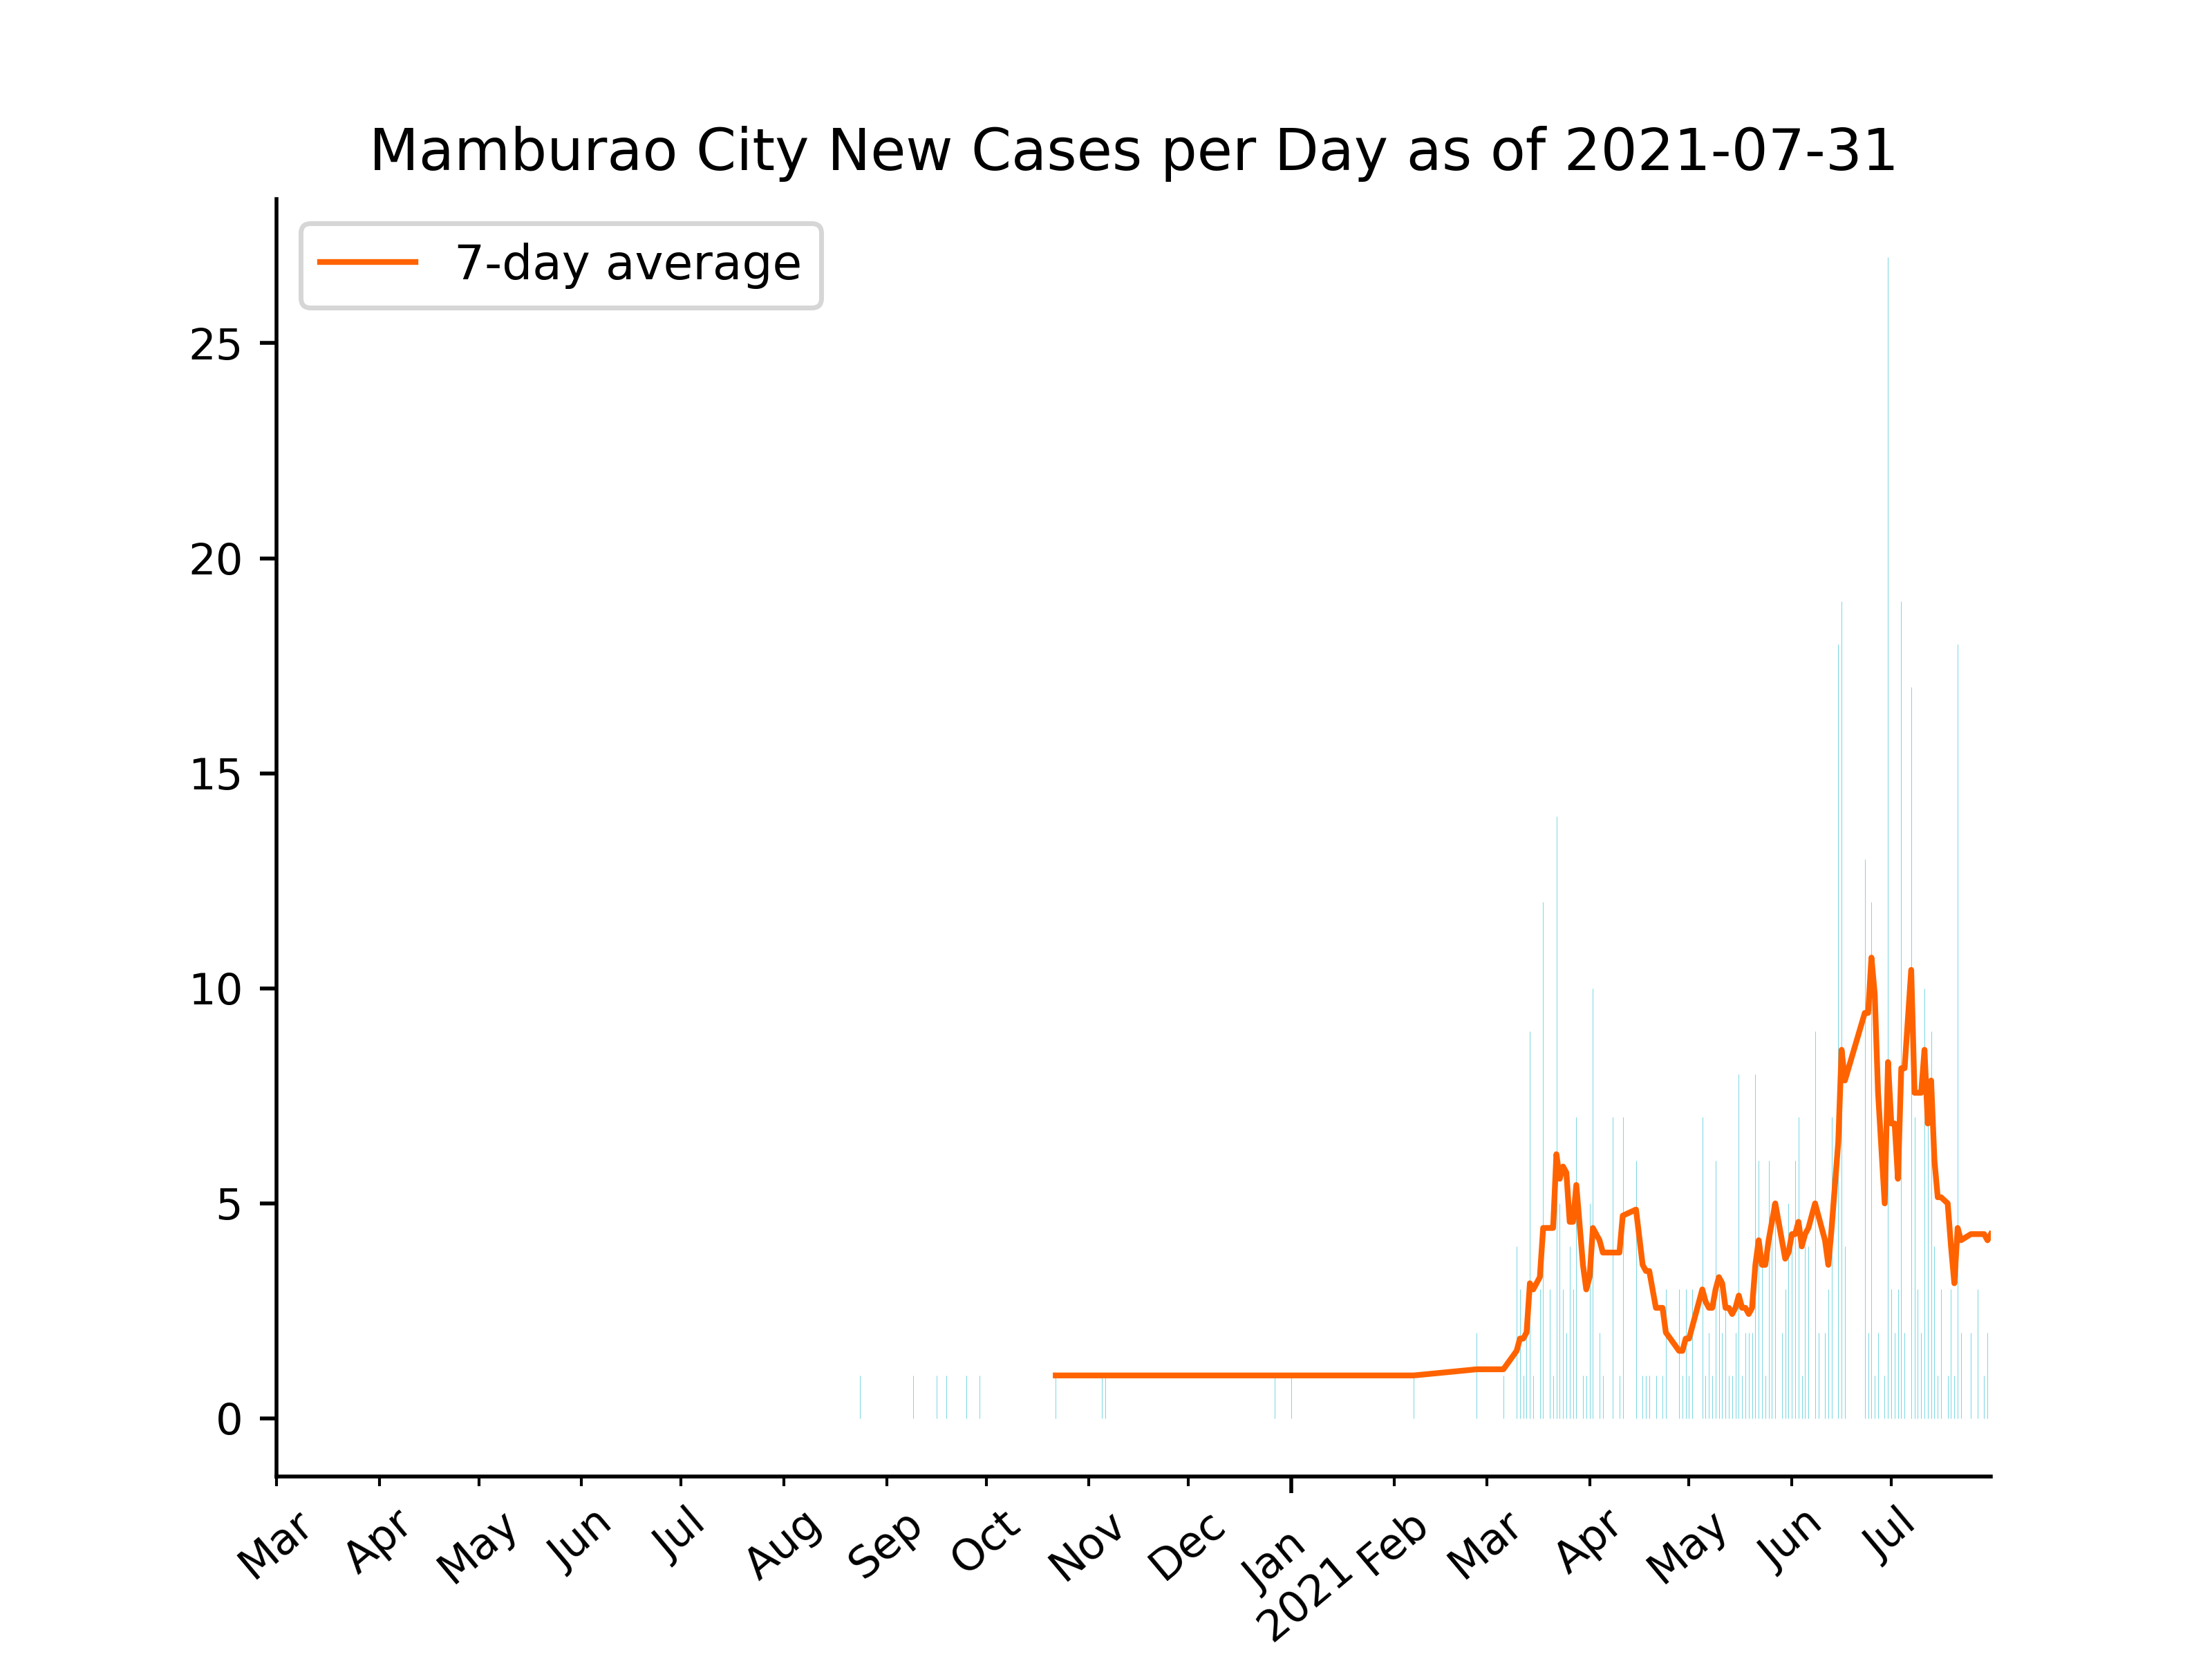 Mamburao City New Cases per Day as of 2021-07-31
7-day average
25
20
15
10
5
0
Mar Apr May Jun Jul Aug Sep Oct Nov Dec Jan Feb Mar Apr May Jun Jul
2021